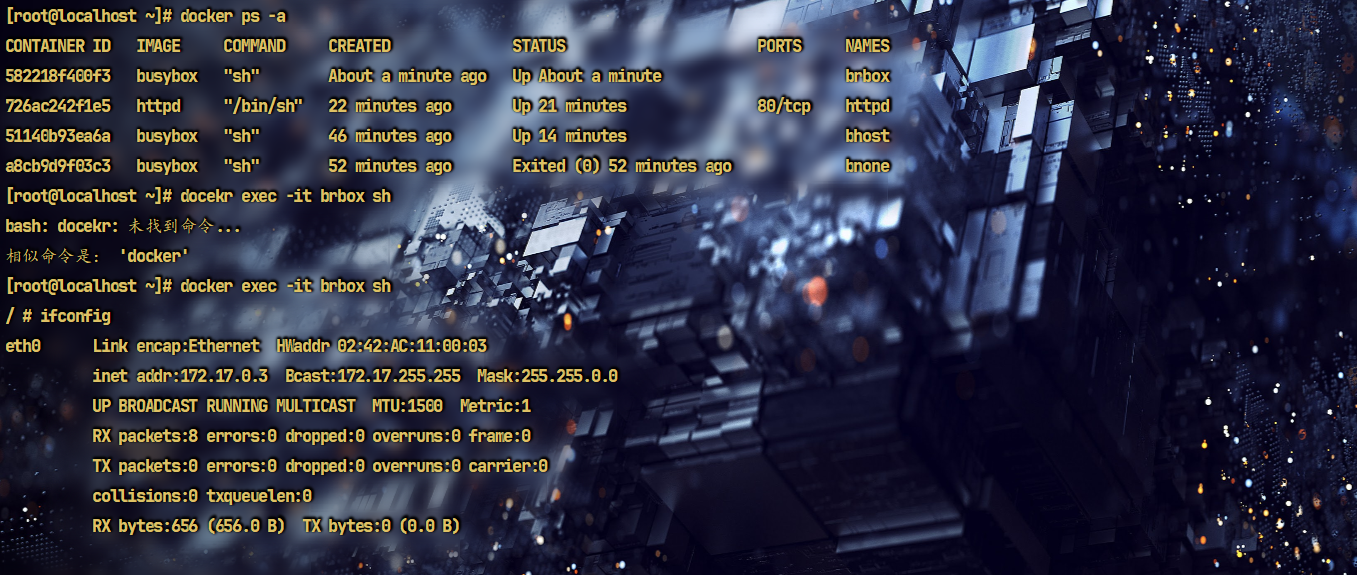 [root@localhost ~]# docker ps -a
CONTAINER ID   IMAGE     COMMAND     CREATED              STATUS                      PORTS     NAMES
582218f400f3   busybox   "sh"        About a minute ago   Up About a minute                     brbox
726ac242f1e5   httpd     "/bin/sh"   22 minutes ago       Up 21 minutes               80/tcp    httpd
51140b93ea6a   busybox   "sh"        46 minutes ago       Up 14 minutes                         bhost
a8cb9d9f03c3   busybox   "sh"        52 minutes ago       Exited (0) 52 minutes ago             bnone
[root@localhost ~]# docekr exec -it brbox sh
bash: docekr: 未找到命令...
相似命令是： 'docker'
[root@localhost ~]# docker exec -it brbox sh
/ # ifconfig
eth0      Link encap:Ethernet  HWaddr 02:42:AC:11:00:03
          inet addr:172.17.0.3  Bcast:172.17.255.255  Mask:255.255.0.0
          UP BROADCAST RUNNING MULTICAST  MTU:1500  Metric:1
          RX packets:8 errors:0 dropped:0 overruns:0 frame:0
          TX packets:0 errors:0 dropped:0 overruns:0 carrier:0
          collisions:0 txqueuelen:0
          RX bytes:656 (656.0 B)  TX bytes:0 (0.0 B)